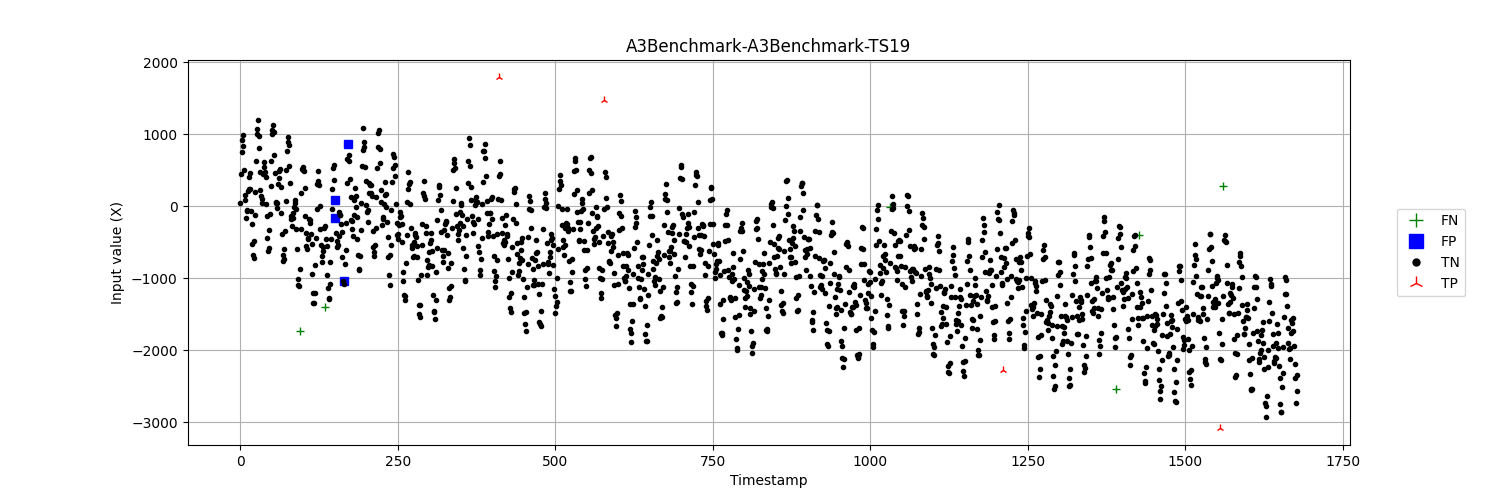 A3Benchmark-A3Benchmark-TS19
2000
1000
0
−1000
−2000
−3000
Input value (X)
0 250 500 750 1000 1250 1500 1750
Timestamp
FN
FP
TN
TP